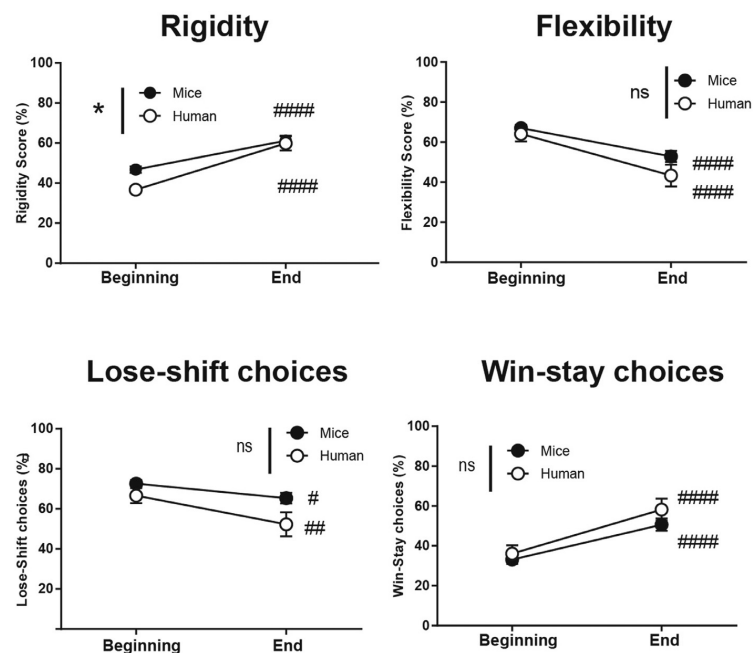 Rigidity
Flexibility
100
80
60
40
20
0
Rigidity Score (%)
*
Mice
Human
####
####
Beginning
End
100
80
60
40
20
0
Flexibility Score (%)
ns
Mice
Human
####
####
Beginning
End
Lose-shift choices
Win-stay choices
100
80
60
40
20
Lose-Shift choices (%)
ns
Mice
Human
#
##
Beginning
End
100
80
60
40
20
0
Win-Stay choices (%)
ns
Mice
Human
####
####
Beginning
End